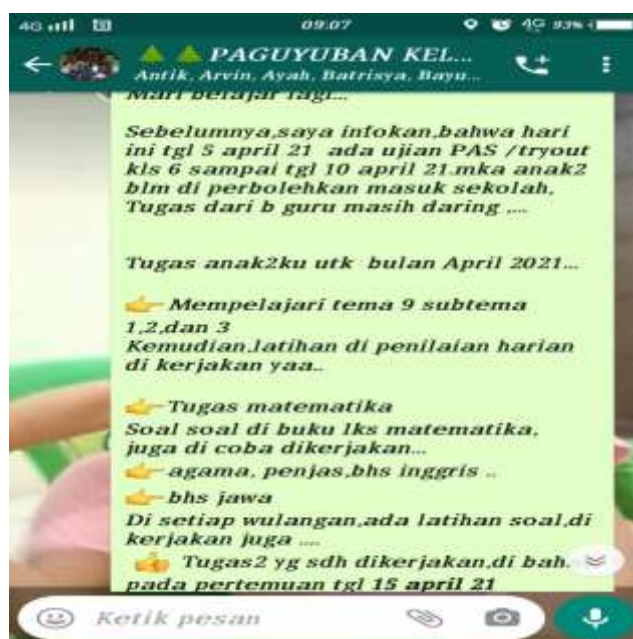 4G 09:07 4G 93%
PAGUYUBAN KEL...
Antik, Arvin, Ayah, Batrisya, Bayu...
Mari belajar lagi...
Sebelumnya,saya infokan,bahwa hari
ini tgl 5 april 21 ada ujian PAS /tryout
kls 6 sampai tgl 10 april 21.mka anak2
blm di perbolehkan masuk sekolah,
Tugas dari b guru masih daring ,...
Tugas anak2ku utk bulan April 2021...
👉Mempelajari tema 9 subtema
1,2,dan 3
Kemudian,latihan di penilaian harian
di kerjakan yaa..
👉Tugas matematika
Soal soal di buku lks matematika,
juga di coba dikerjakan...
👉agama, penjas,bhs inggris ..
👉bhs jawa
Di setiap wulangan,ada latihan soal,di
kerjakan juga ....
👍 Tugas2 yg sdh dikerjakan,di bah.
pada pertemuan tgl 15 april 21
Ketik pesan